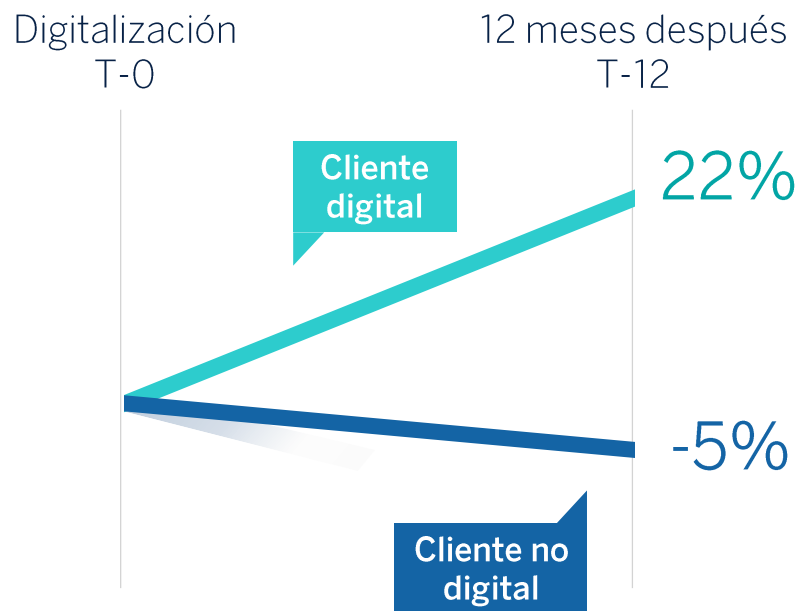 Digitalización
T-0
12 meses después
T-12
Cliente
digital
22%
-5%
Cliente no
digital